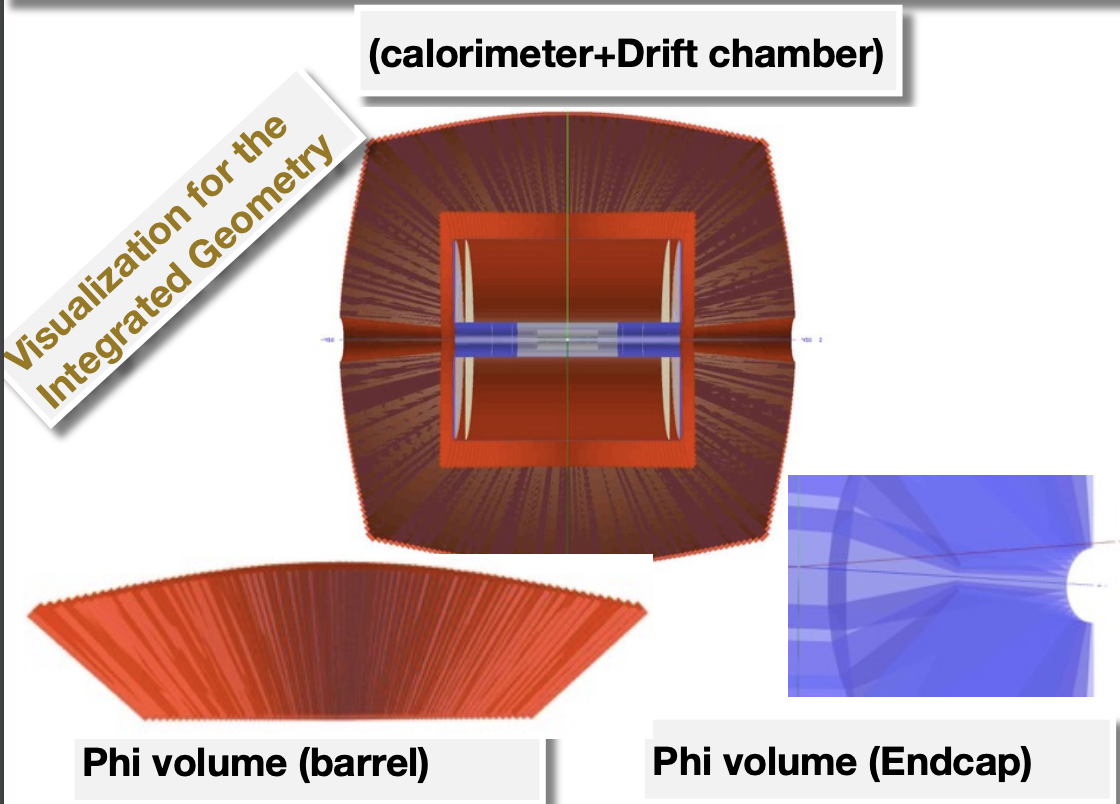 (calorimeter+Drift chamber)
Visualization for the
Integrated Geometry
Phi volume (barrel)
Phi volume (Endcap)